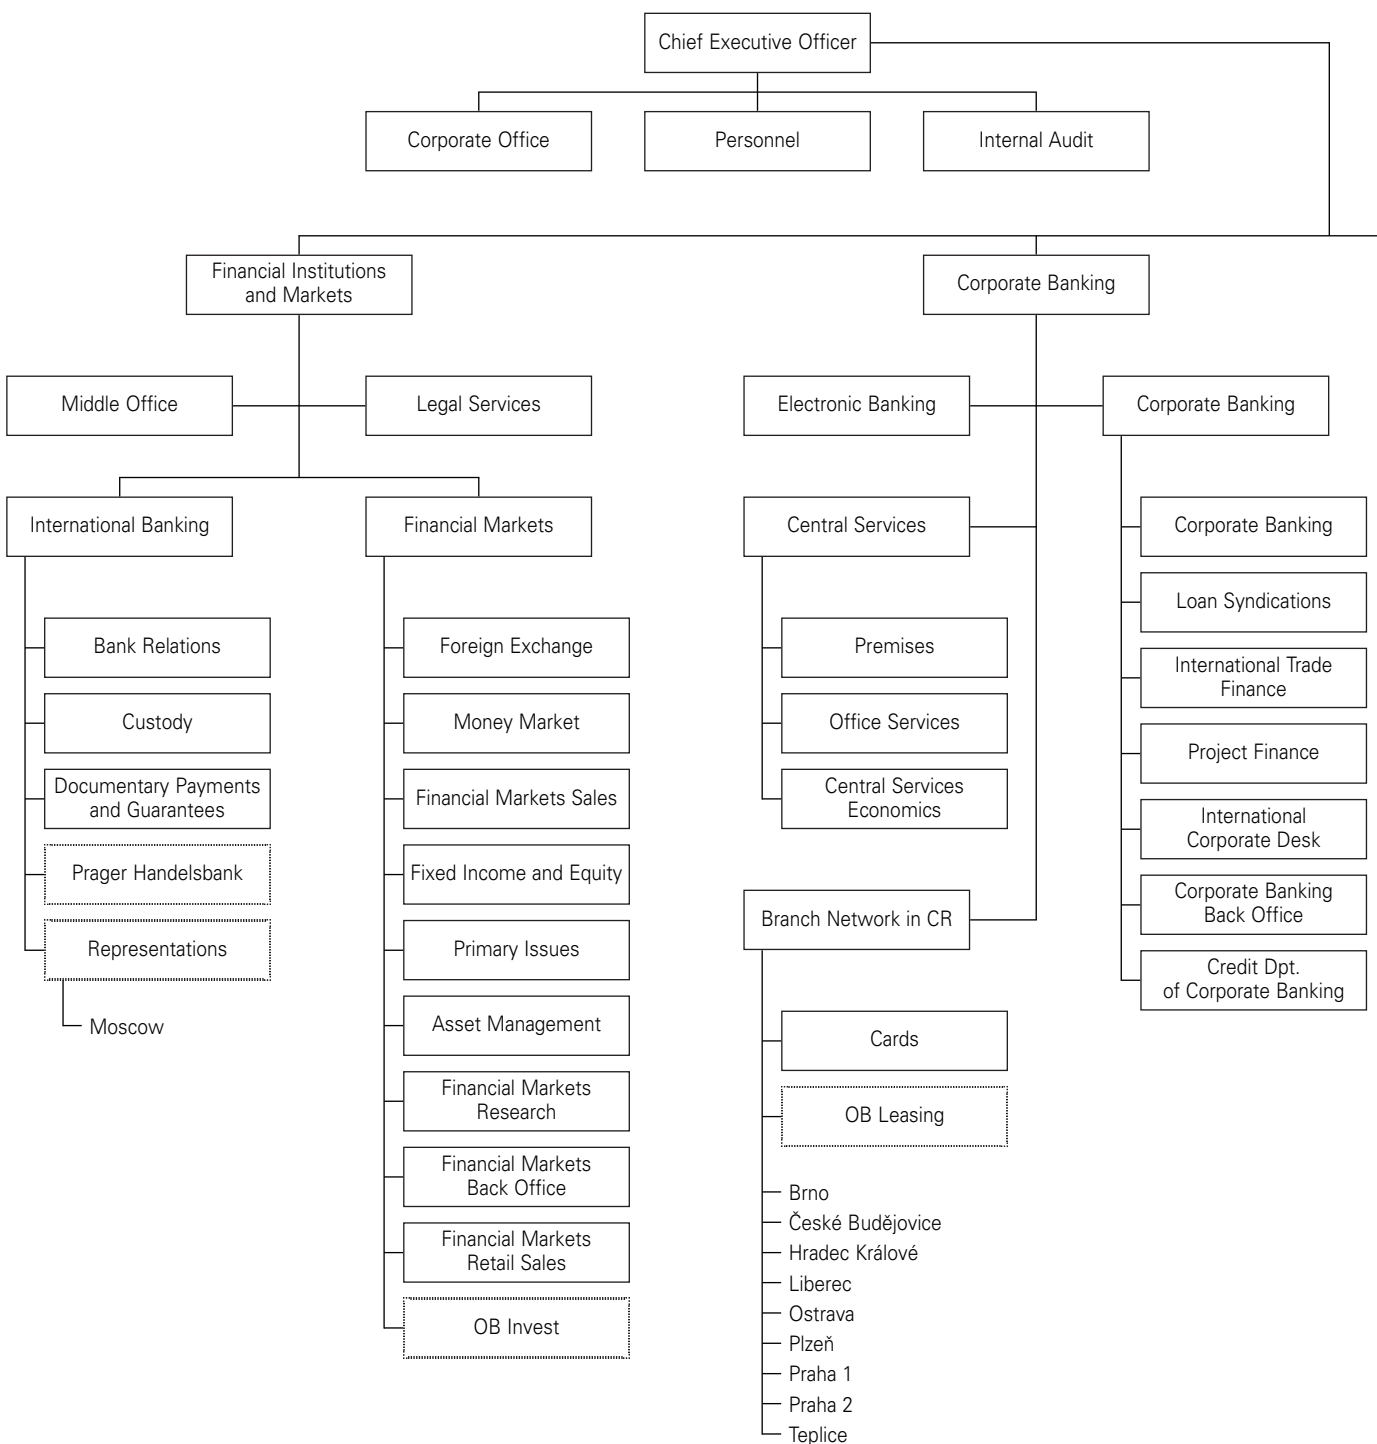 Chief Executive Officer
Corporate Office
Personnel
Internal Audit
Financial Institutions
and Markets
Corporate Banking
Middle Office
Legal Services
Electronic Banking
Corporate Banking
International Banking
Financial Markets
Central Services
Corporate Banking
Loan Syndications
International Trade
Finance
Project Finance
International
Corporate Desk
Corporate Banking
Back Office
Credit Dpt.
of Corporate Banking
Bank Relations
Custody
Documentary Payments
and Guarantees
Prager Handelsbank
Representations
Moscow
Foreign Exchange
Money Market
Financial Markets Sales
Fixed Income and Equity
Primary Issues
Asset Management
Financial Markets
Research
Financial Markets
Back Office
Financial Markets
Retail Sales
OB Invest
Premises
Office Services
Central Services
Economics
Branch Network in CR
Cards
OB Leasing
Brno
České Budějovice
Hradec Králové
Liberec
Ostrava
Plzeň
Praha 1
Praha 2
Teplice